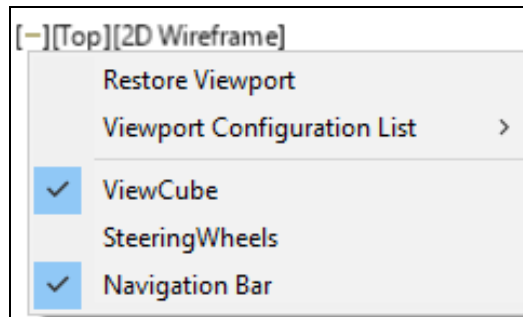 [−][Top][2D Wireframe]
Restore Viewport
Viewport Configuration List
ViewCube
SteeringWheels
Navigation Bar